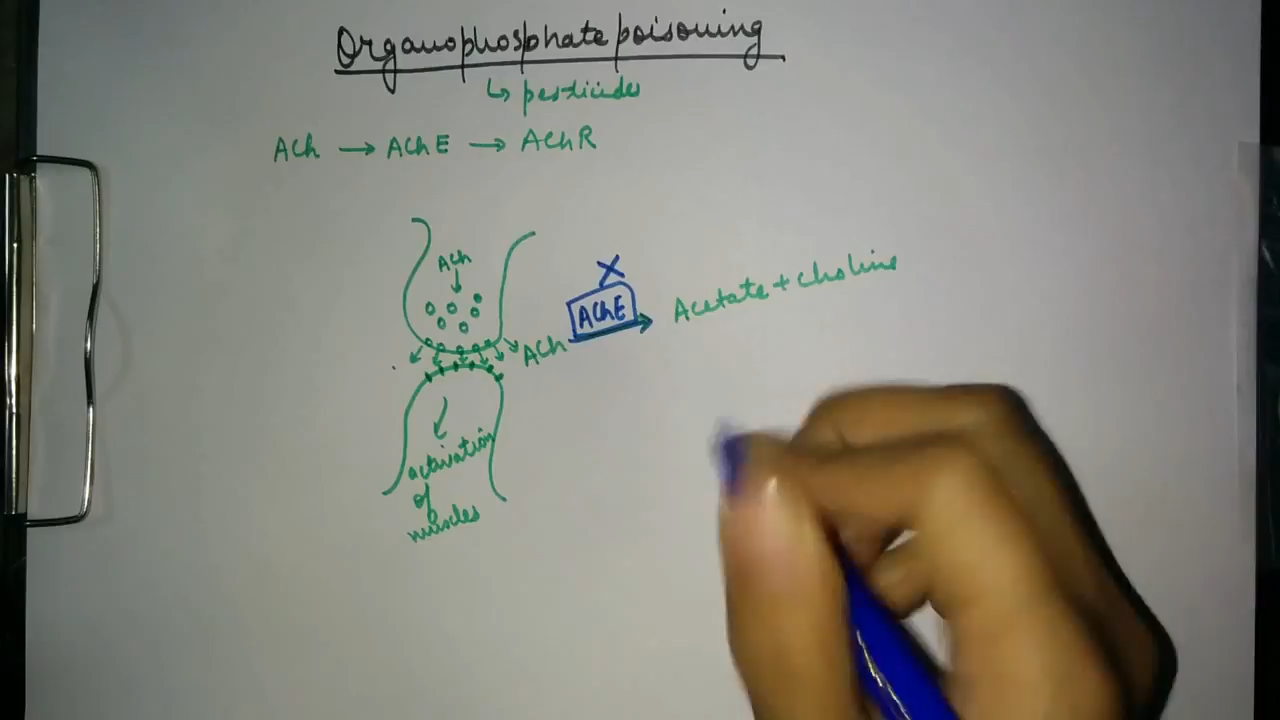 Organophosphate poisoning
↳ pesticides
ACh → AChE → AChR
ACh
X
AChE
ACh
Acetate + choline
activation
of
muscles